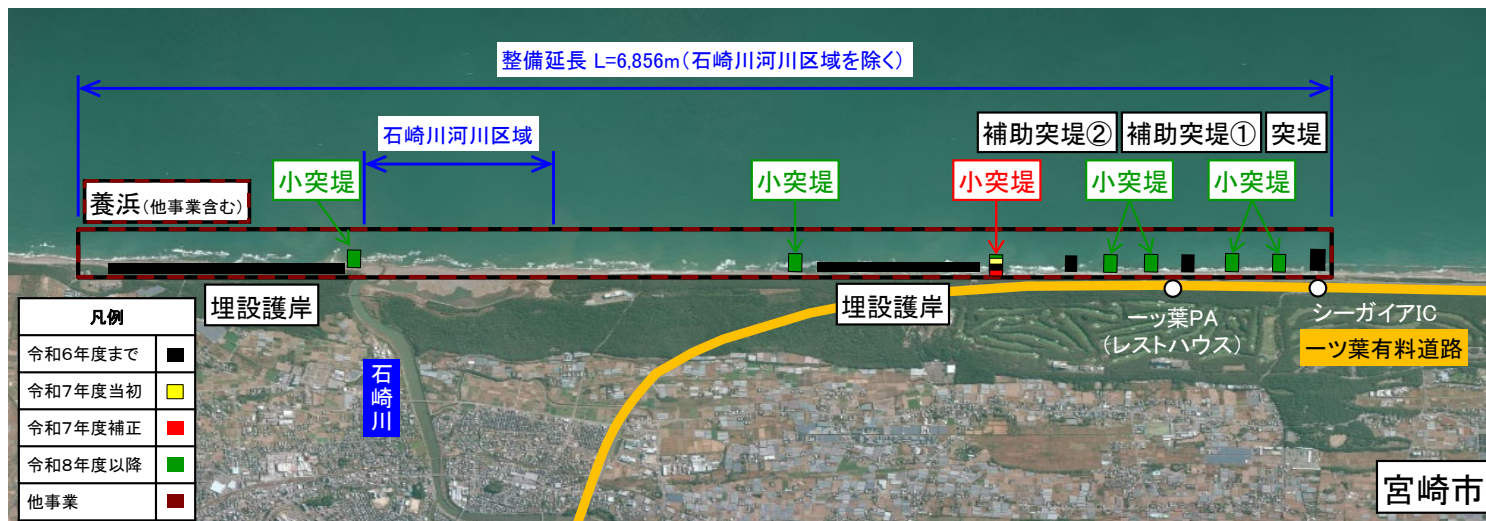 整備延長 L=6,856m(石崎川河川区域を除く)
石崎川河川区域
補助突堤② 補助突堤① 突堤
小突堤 小突堤 小突堤 小突堤 小突堤
養浜(他事業含む)
埋設護岸 埋設護岸
一ッ葉PA
(レストハウス)
シーガイアIC
一ツ葉有料道路
石崎川
凡例
令和6年度まで
令和7年度当初
令和7年度補正
令和8年度以降
他事業
宮崎市